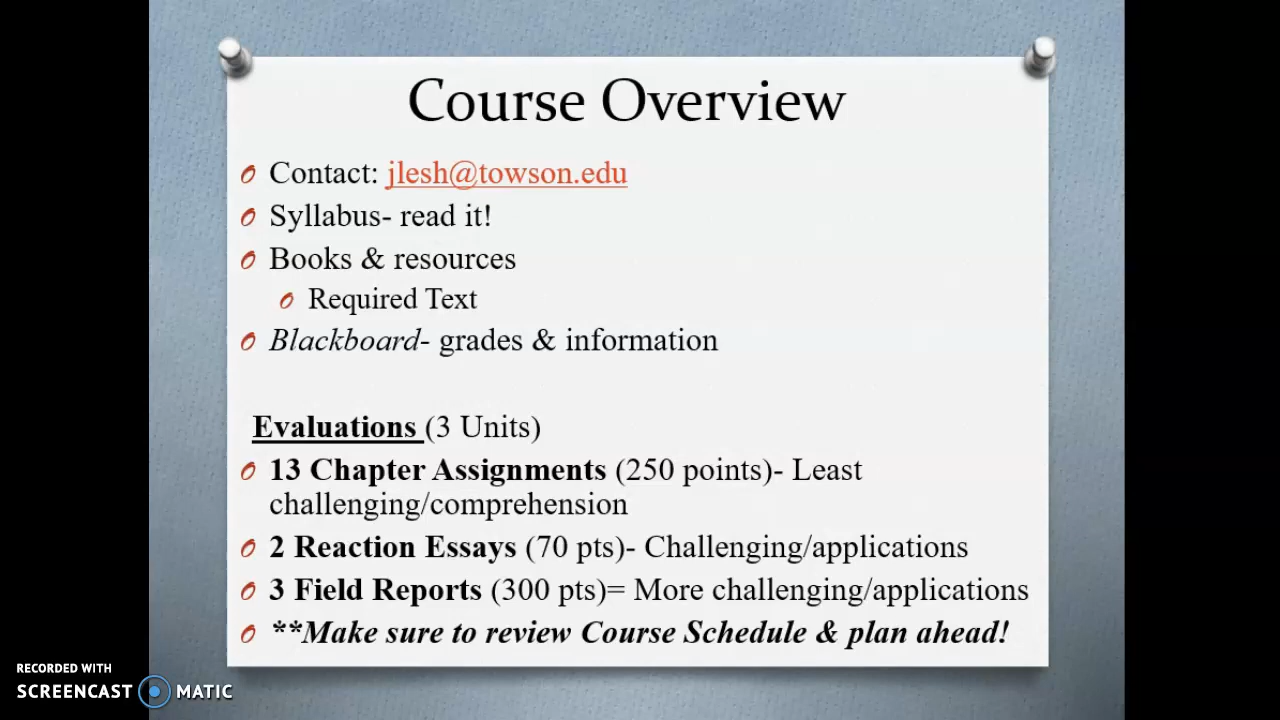 Course Overview
Contact: jlesh@towson.edu
Syllabus- read it!
Books & resources
Required Text
Blackboard- grades & information
Evaluations (3 Units)
13 Chapter Assignments (250 points)- Least
challenging/comprehension
2 Reaction Essays (70 pts)- Challenging/applications
3 Field Reports (300 pts)= More challenging/applications
**Make sure to review Course Schedule & plan ahead!
RECORDED WITH
SCREENCAST MATIC